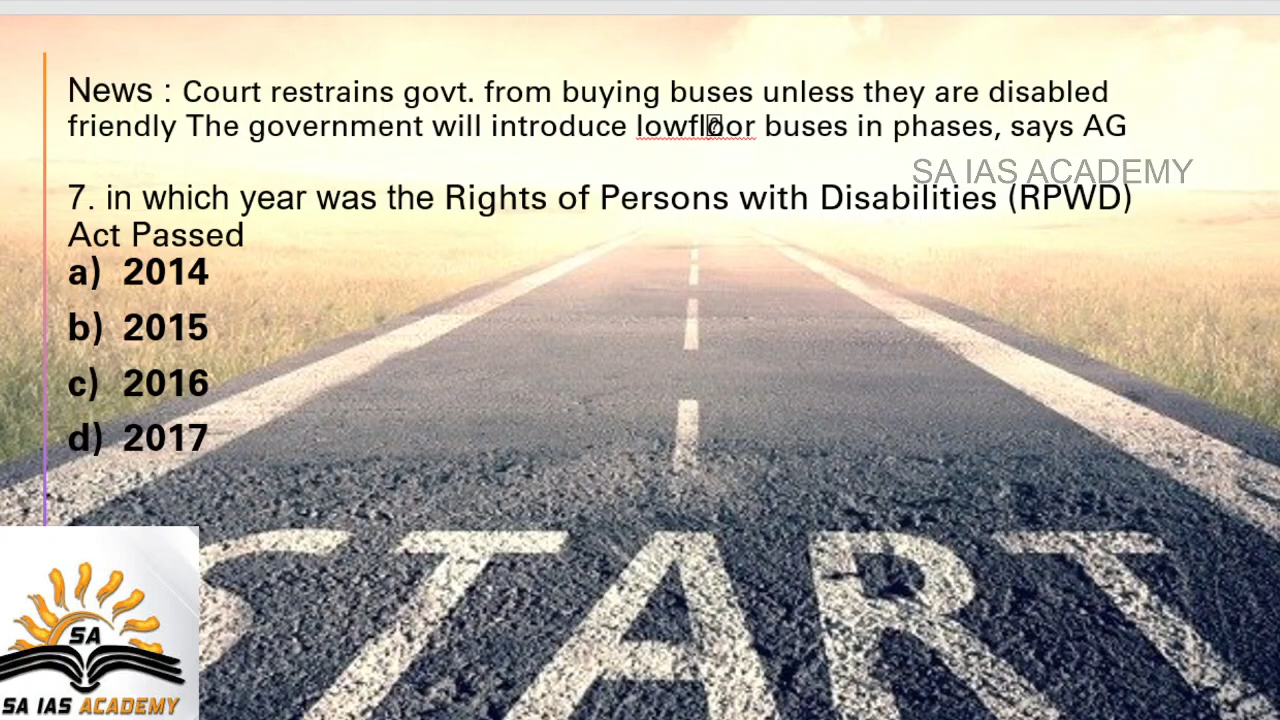 News : Court restrains govt. from buying buses unless they are disabled
friendly The government will introduce lowfloor buses in phases, says AG
SA IAS ACADEMY
7. in which year was the Rights of Persons with Disabilities (RPWD)
Act Passed
a) 2014
b) 2015
c) 2016
d) 2017
START
SA
SA IAS ACADEMY